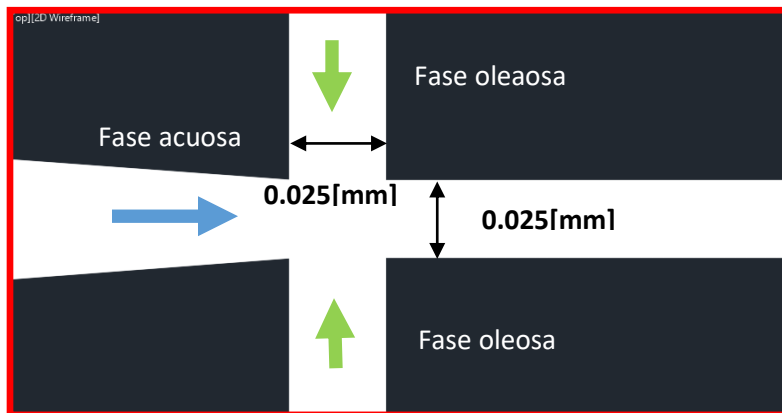 op][2D Wireframe]
Fase oleaosa
Fase acuosa
0.025[mm]
0.025[mm]
Fase oleosa